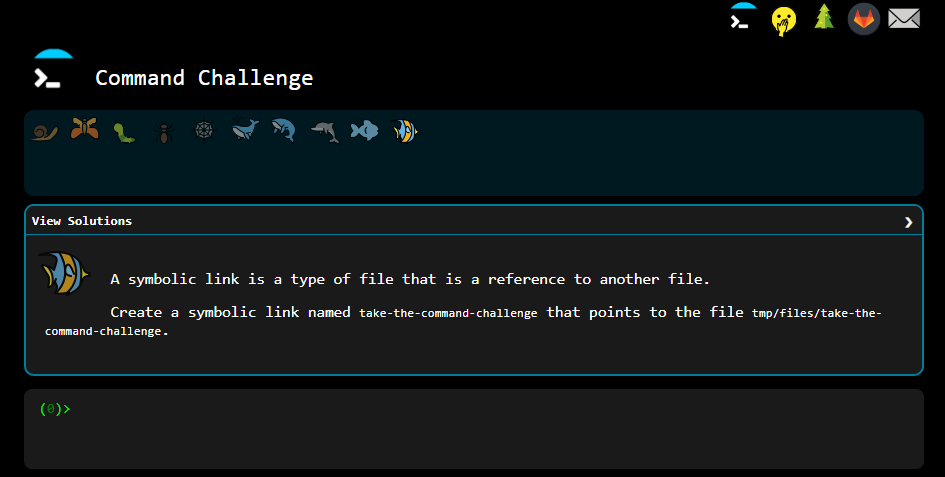 Command Challenge
View Solutions
A symbolic link is a type of file that is a reference to another file.
Create a symbolic link named take-the-command-challenge that points to the file tmp/files/take-the-
command-challenge.
(0)>